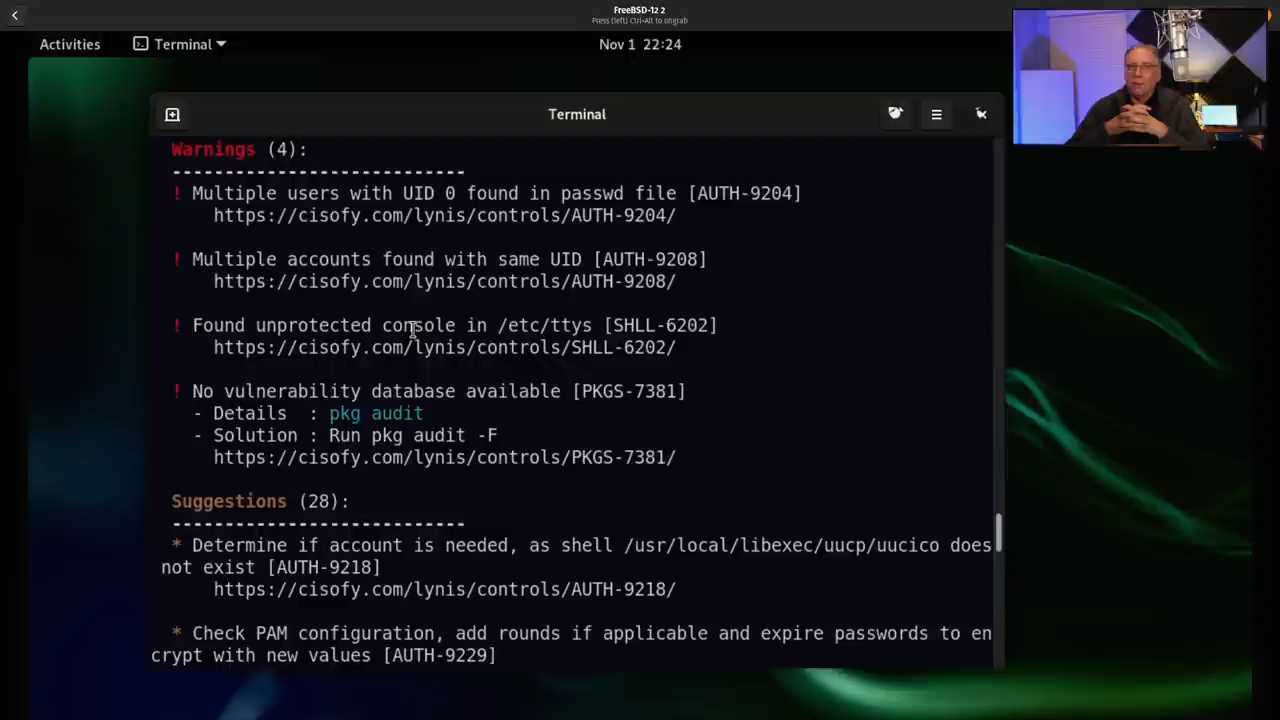 FreeBSD-12 2
Press (left) Ctrl+Alt to ungrab
Activities
Terminal
Nov 1 22:24
Terminal
Warnings (4):
----------------------------
! Multiple users with UID 0 found in passwd file [AUTH-9204]
https://cisofy.com/lynis/controls/AUTH-9204/
! Multiple accounts found with same UID [AUTH-9208]
https://cisofy.com/lynis/controls/AUTH-9208/
! Found unprotected console in /etc/ttys [SHLL-6202]
https://cisofy.com/lynis/controls/SHLL-6202/
! No vulnerability database available [PKGS-7381]
- Details  : pkg audit
- Solution : Run pkg audit -F
https://cisofy.com/lynis/controls/PKGS-7381/
Suggestions (28):
----------------------------
* Determine if account is needed, as shell /usr/local/libexec/uucp/uucico does
not exist [AUTH-9218]
https://cisofy.com/lynis/controls/AUTH-9218/
* Check PAM configuration, add rounds if applicable and expire passwords to en
crypt with new values [AUTH-9229]